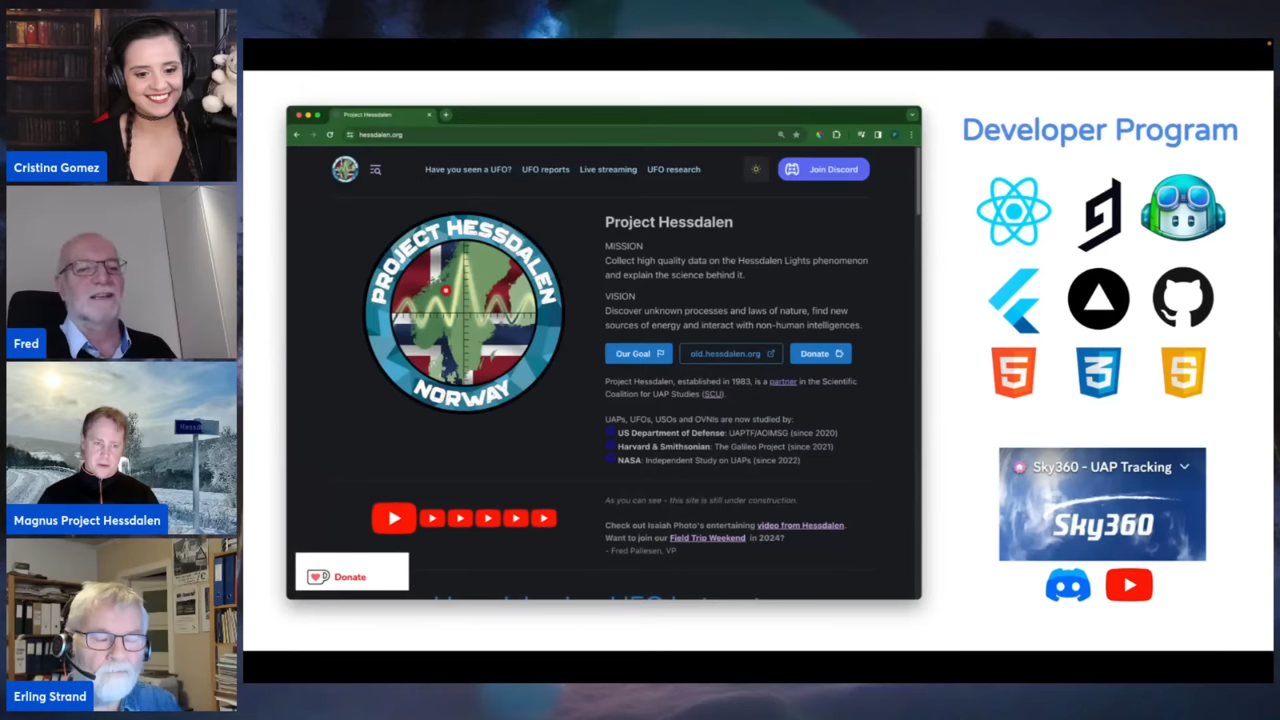 Cristina Gomez
Fred
Hessd
Magnus Project Hessdalen
Erling Strand
Project Hessdalen
hessdalen.org
Have you seen a UFO?
UFO reports
Live streaming
UFO research
Join Discord
PROJECT HESSDALEN
NORWAY
Project Hessdalen
MISSION
Collect high quality data on the Hessdalen Lights phenomenon
and explain the science behind it.
VISION
Discover unknown processes and laws of nature, find new
sources of energy and interact with non-human intelligences.
Our Goal
old.hessdalen.org
Donate
Project Hessdalen, established in 1983, is a partner in the Scientific
Coalition for UAP Studies (SCU).
UAPs, UFOs, USOs and OVNIs are now studied by:
US Department of Defense: UAPTF/AOIMSG (since 2020)
Harvard & Smithsonian: The Galileo Project (since 2021)
NASA: Independent Study on UAPs (since 2022)
As you can see - this site is still under construction.
Check out Isaiah Photo's entertaining video from Hessdalen.
Want to join our Field Trip Weekend in 2024?
- Fred Pallesen, VP
Donate
Developer Program
5
3
5
Sky360 - UAP Tracking
Sky360